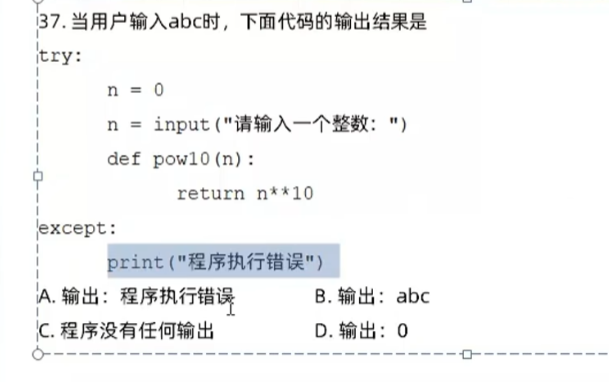 37. 当用户输入abc时，下面代码的输出结果是
try:
n = 0
n = input("请输入一个整数：")
def pow10(n):
return n**10
except:
print("程序执行错误")
A. 输出：程序执行错误 B. 输出：abc
C. 程序没有任何输出 D. 输出：0